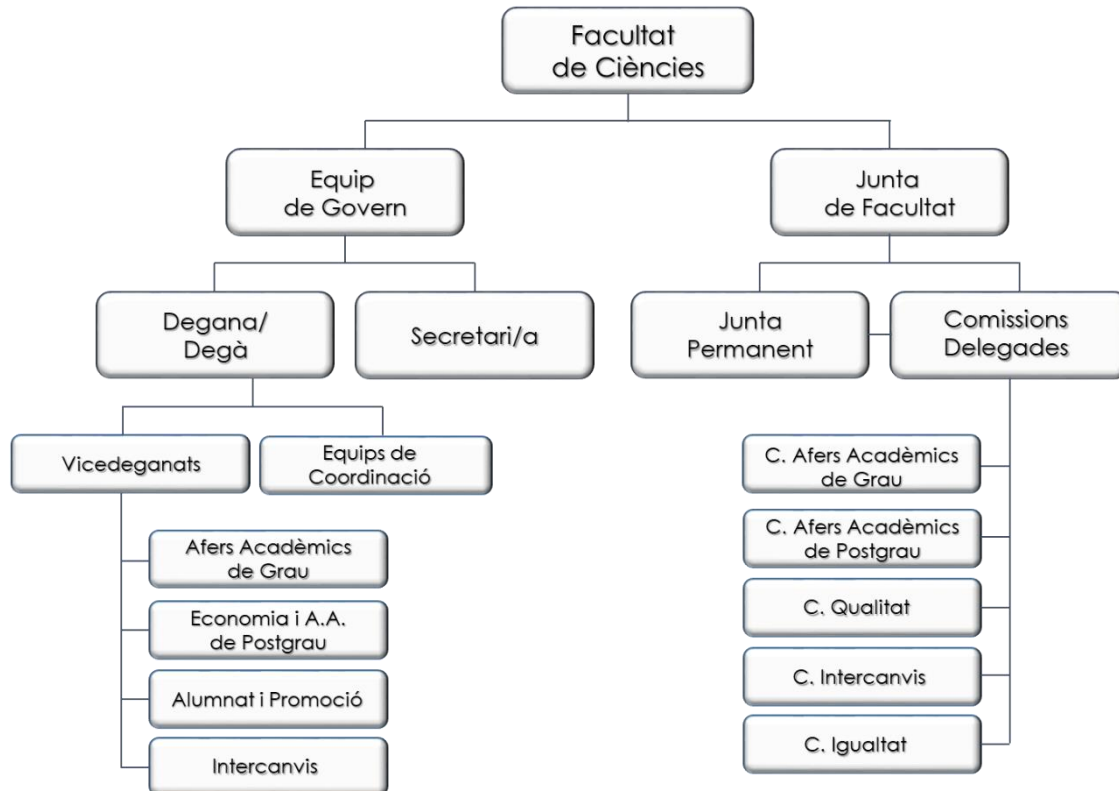 Facultat
de Ciències
Equip
de Govern
Junta
de Facultat
Degana/
Degà
Secretari/a
Junta
Permanent
Comissions
Delegades
Vicedeganats
Equips de
Coordinació
Afers Acadèmics
de Grau
Economia i A.A.
de Postgrau
Alumnat i Promoció
Intercanvis
C. Afers Acadèmics
de Grau
C. Afers Acadèmics
de Postgrau
C. Qualitat
C. Intercanvis
C. Igualtat